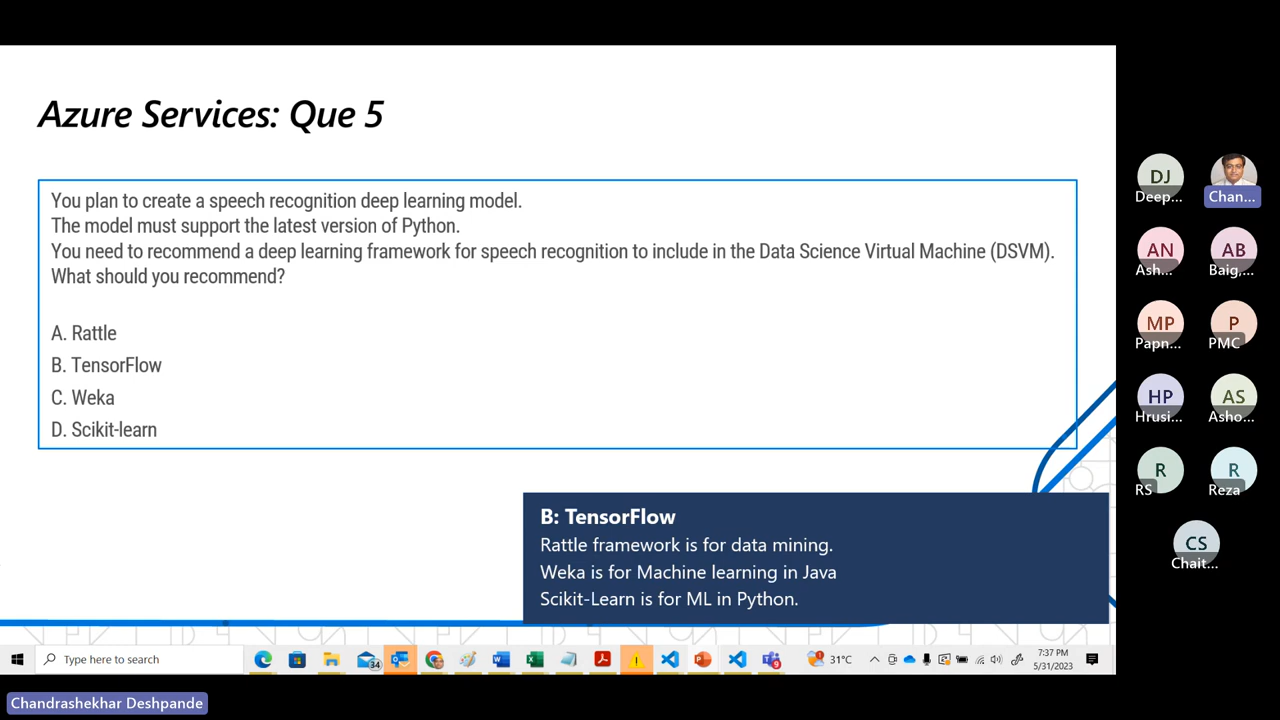 Azure Services: Que 5
You plan to create a speech recognition deep learning model.
The model must support the latest version of Python.
You need to recommend a deep learning framework for speech recognition to include in the Data Science Virtual Machine (DSVM).
What should you recommend?
A. Rattle
B. TensorFlow
C. Weka
D. Scikit-learn
B: TensorFlow
Rattle framework is for data mining.
Weka is for Machine learning in Java
Scikit-Learn is for ML in Python.
DJ
Deep...
Chan...
AN
Ash...
AB
Baig,...
MP
Papn...
P
PMC
HP
Hrusi...
AS
Asho...
R
RS
R
Reza
CS
Chait...
Type here to search
34
9
31°C
7:37 PM
5/31/2023
Chandrashekhar Deshpande